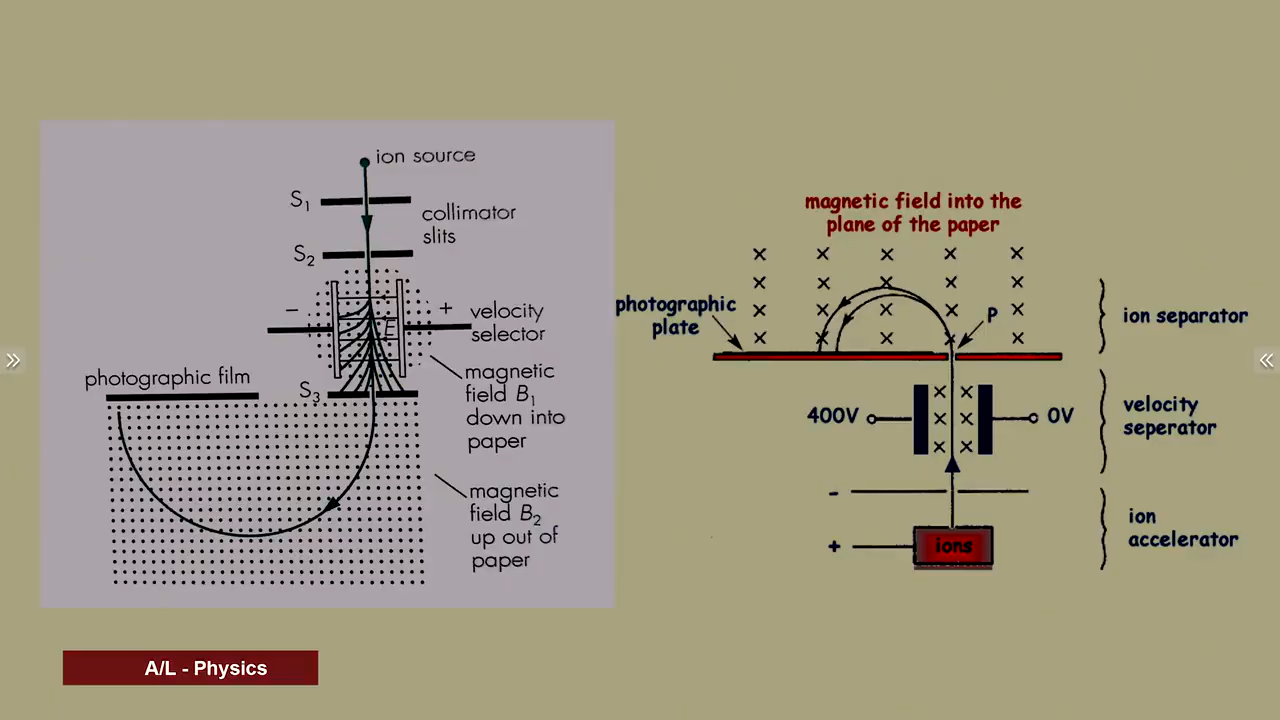 ion source
S1
collimator
slits
S2
−
+
E
velocity
selector
photographic film
S3
magnetic
field B1
down into
paper
magnetic
field B2
up out of
paper
magnetic field into the
plane of the paper
photographic
plate
P
ion separator
400V
0V
velocity
seperator
-
+
ions
ion
accelerator
A/L - Physics